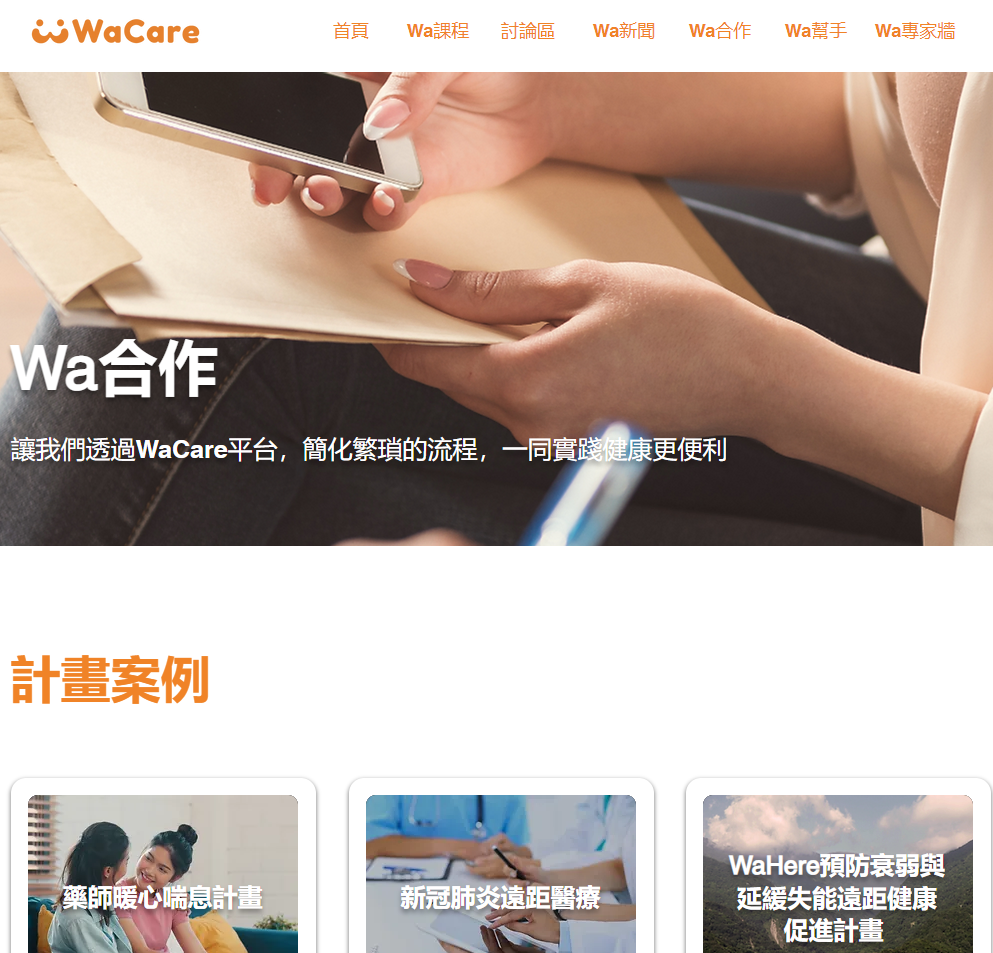 WaCare
首頁 Wa課程 討論區 Wa新聞 Wa合作 Wa幫手 Wa專家牆
Wa合作
讓我們透過WaCare平台，簡化繁瑣的流程，一同實踐健康更便利
計畫案例
藥師暖心喘息計畫
新冠肺炎遠距醫療
WaHere預防衰弱與
延緩失能遠距健康
促進計畫